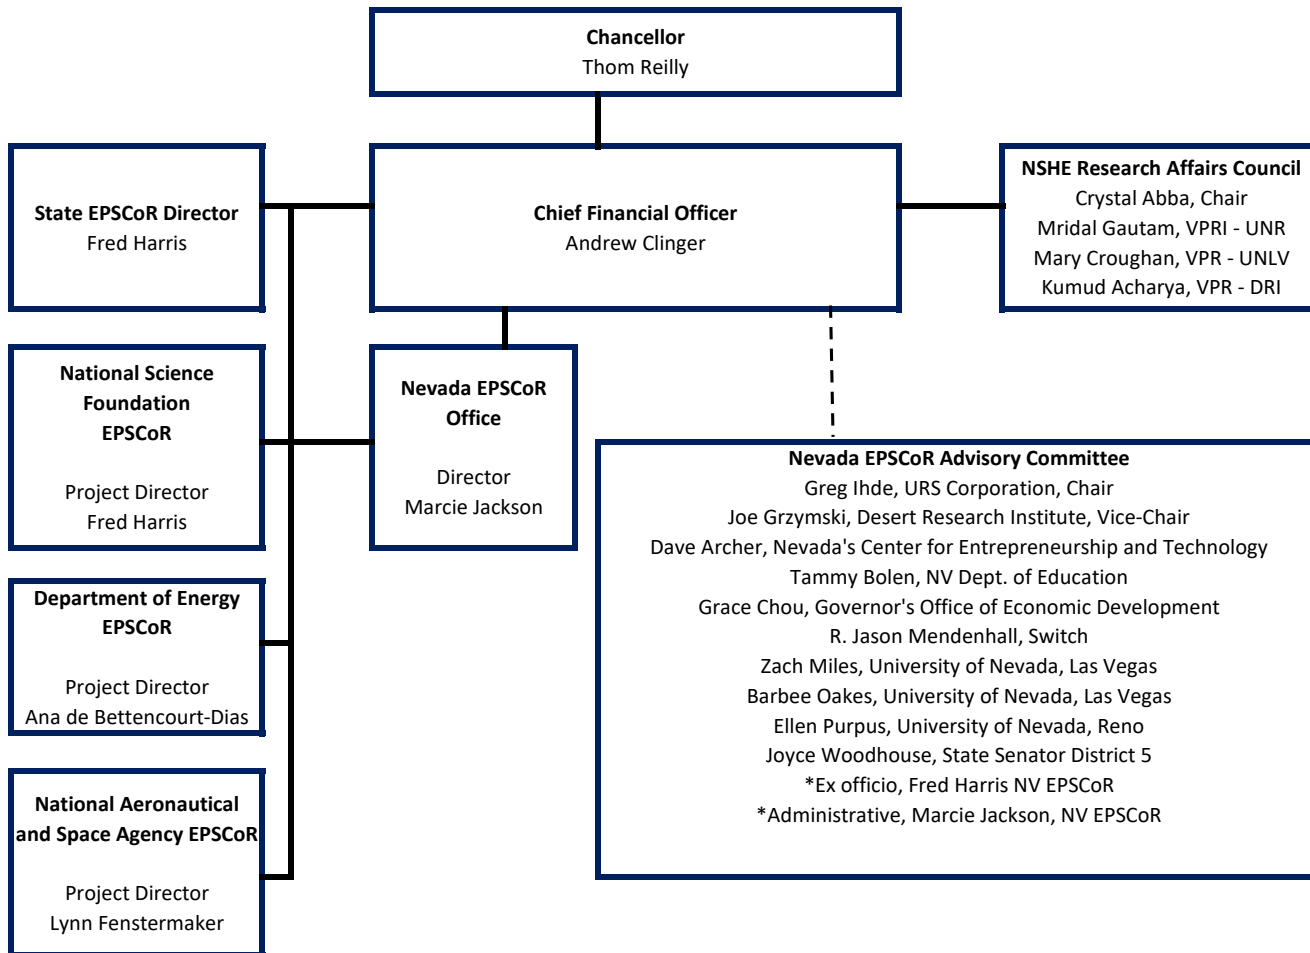 Chancellor
Thom Reilly
State EPSCoR Director
Fred Harris
Chief Financial Officer
Andrew Clinger
NSHE Research Affairs Council
Crystal Abba, Chair
Mridal Gautam, VPRI - UNR
Mary Croughan, VPR - UNLV
Kumud Acharya, VPR - DRI
National Science
Foundation
EPSCoR
Project Director
Fred Harris
Nevada EPSCoR
Office
Director
Marcie Jackson
Nevada EPSCoR Advisory Committee
Greg Ihde, URS Corporation, Chair
Joe Grzymski, Desert Research Institute, Vice-Chair
Dave Archer, Nevada's Center for Entrepreneurship and Technology
Tammy Bolen, NV Dept. of Education
Grace Chou, Governor's Office of Economic Development
R. Jason Mendenhall, Switch
Zach Miles, University of Nevada, Las Vegas
Barbee Oakes, University of Nevada, Las Vegas
Ellen Purpus, University of Nevada, Reno
Joyce Woodhouse, State Senator District 5
*Ex officio, Fred Harris NV EPSCoR
*Administrative, Marcie Jackson, NV EPSCoR
Department of Energy
EPSCoR
Project Director
Ana de Bettencourt-Dias
National Aeronautical
and Space Agency EPSCoR
Project Director
Lynn Fenstermaker